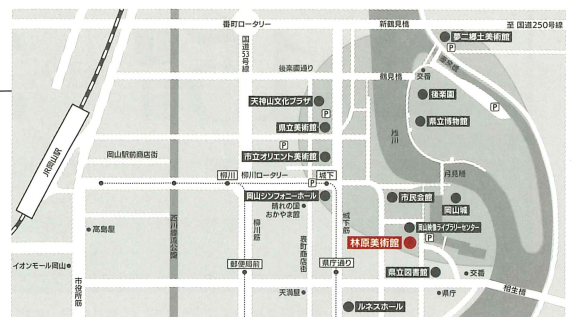 番町ロータリー
新鶴見橋
至 国道250号線
夢二郷土美術館
P
国道53号線
蓬莱橋
後楽園通り
鶴見橋
交番
後楽園
P
天神山文化プラザ
P
県立美術館
県立博物館
旭川
JR岡山駅
岡山駅前商店街
P
市立オリエント美術館
月見橋
柳川
柳川ロータリー
P
城下
岡山シンフォニーホール
晴れの国
おかやま館
市民会館
岡山城
岡山映像ライブラリーセンター
P
林原美術館
高島屋
西川緑道公園
柳川筋
表町商店街
城下筋
イオンモール岡山
市役所筋
郵便局前
県庁通り
県立図書館
交番
天満屋
県庁
相生橋
ルネスホール